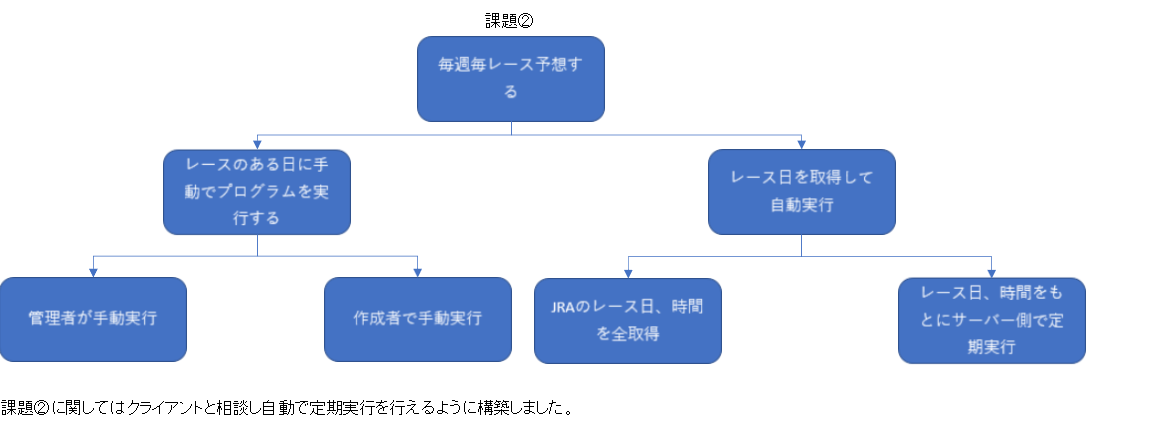 課題②
毎週毎レース予想す
る
レースのある日に手
動でプログラムを実
行する
レース日を取得して
自動実行
管理者が手動実行
作成者で手動実行
JRAのレース日、時間
を全取得
レース日、時間をも
とにサーバー側で定
期実行
課題②に関してはクライアントと相談し自動で定期実行を行えるように構築しました。